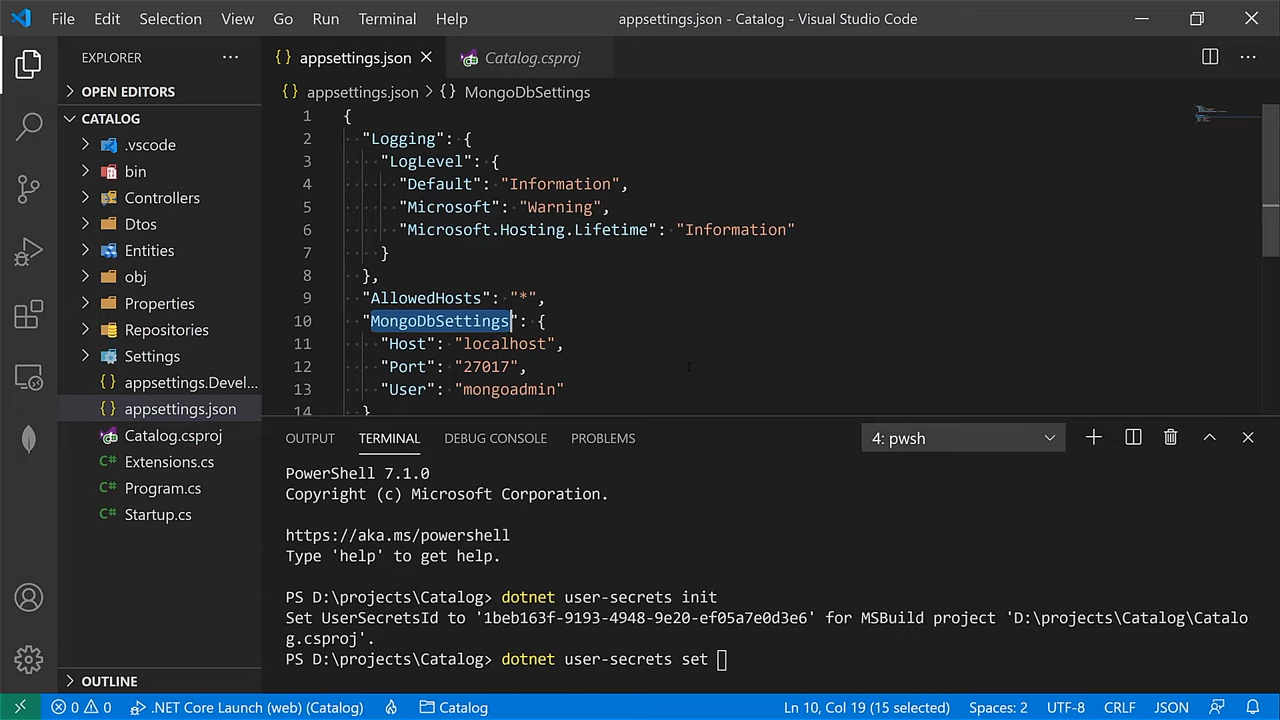 File Edit Selection View Go Run Terminal Help appsettings.json - Catalog - Visual Studio Code
EXPLORER
OPEN EDITORS
CATALOG
.vscode
bin
Controllers
Dtos
Entities
obj
Properties
Repositories
Settings
{} appsettings.Devel...
{} appsettings.json
Catalog.csproj
C# Extensions.cs
C# Program.cs
C# Startup.cs
OUTLINE
{} appsettings.json Catalog.csproj
{} appsettings.json > {} MongoDbSettings
1 {
2 "Logging": {
3 "LogLevel": {
4 "Default": "Information",
5 "Microsoft": "Warning",
6 "Microsoft.Hosting.Lifetime": "Information"
7 }
8 },
9 "AllowedHosts": "*",
10 "MongoDbSettings": {
11 "Host": "localhost",
12 "Port": "27017",
13 "User": "mongoadmin"
14 }
OUTPUT TERMINAL DEBUG CONSOLE PROBLEMS 4: pwsh
PowerShell 7.1.0
Copyright (c) Microsoft Corporation.
https://aka.ms/powershell
Type 'help' to get help.
PS D:\projects\Catalog> dotnet user-secrets init
Set UserSecretsId to '1beb163f-9193-4948-9e20-ef05a7e0d3e6' for MSBuild project 'D:\projects\Catalog\Catalo
g.csproj'.
PS D:\projects\Catalog> dotnet user-secrets set
0 0 .NET Core Launch (web) (Catalog) Catalog Ln 10, Col 19 (15 selected) Spaces: 2 UTF-8 CRLF JSON